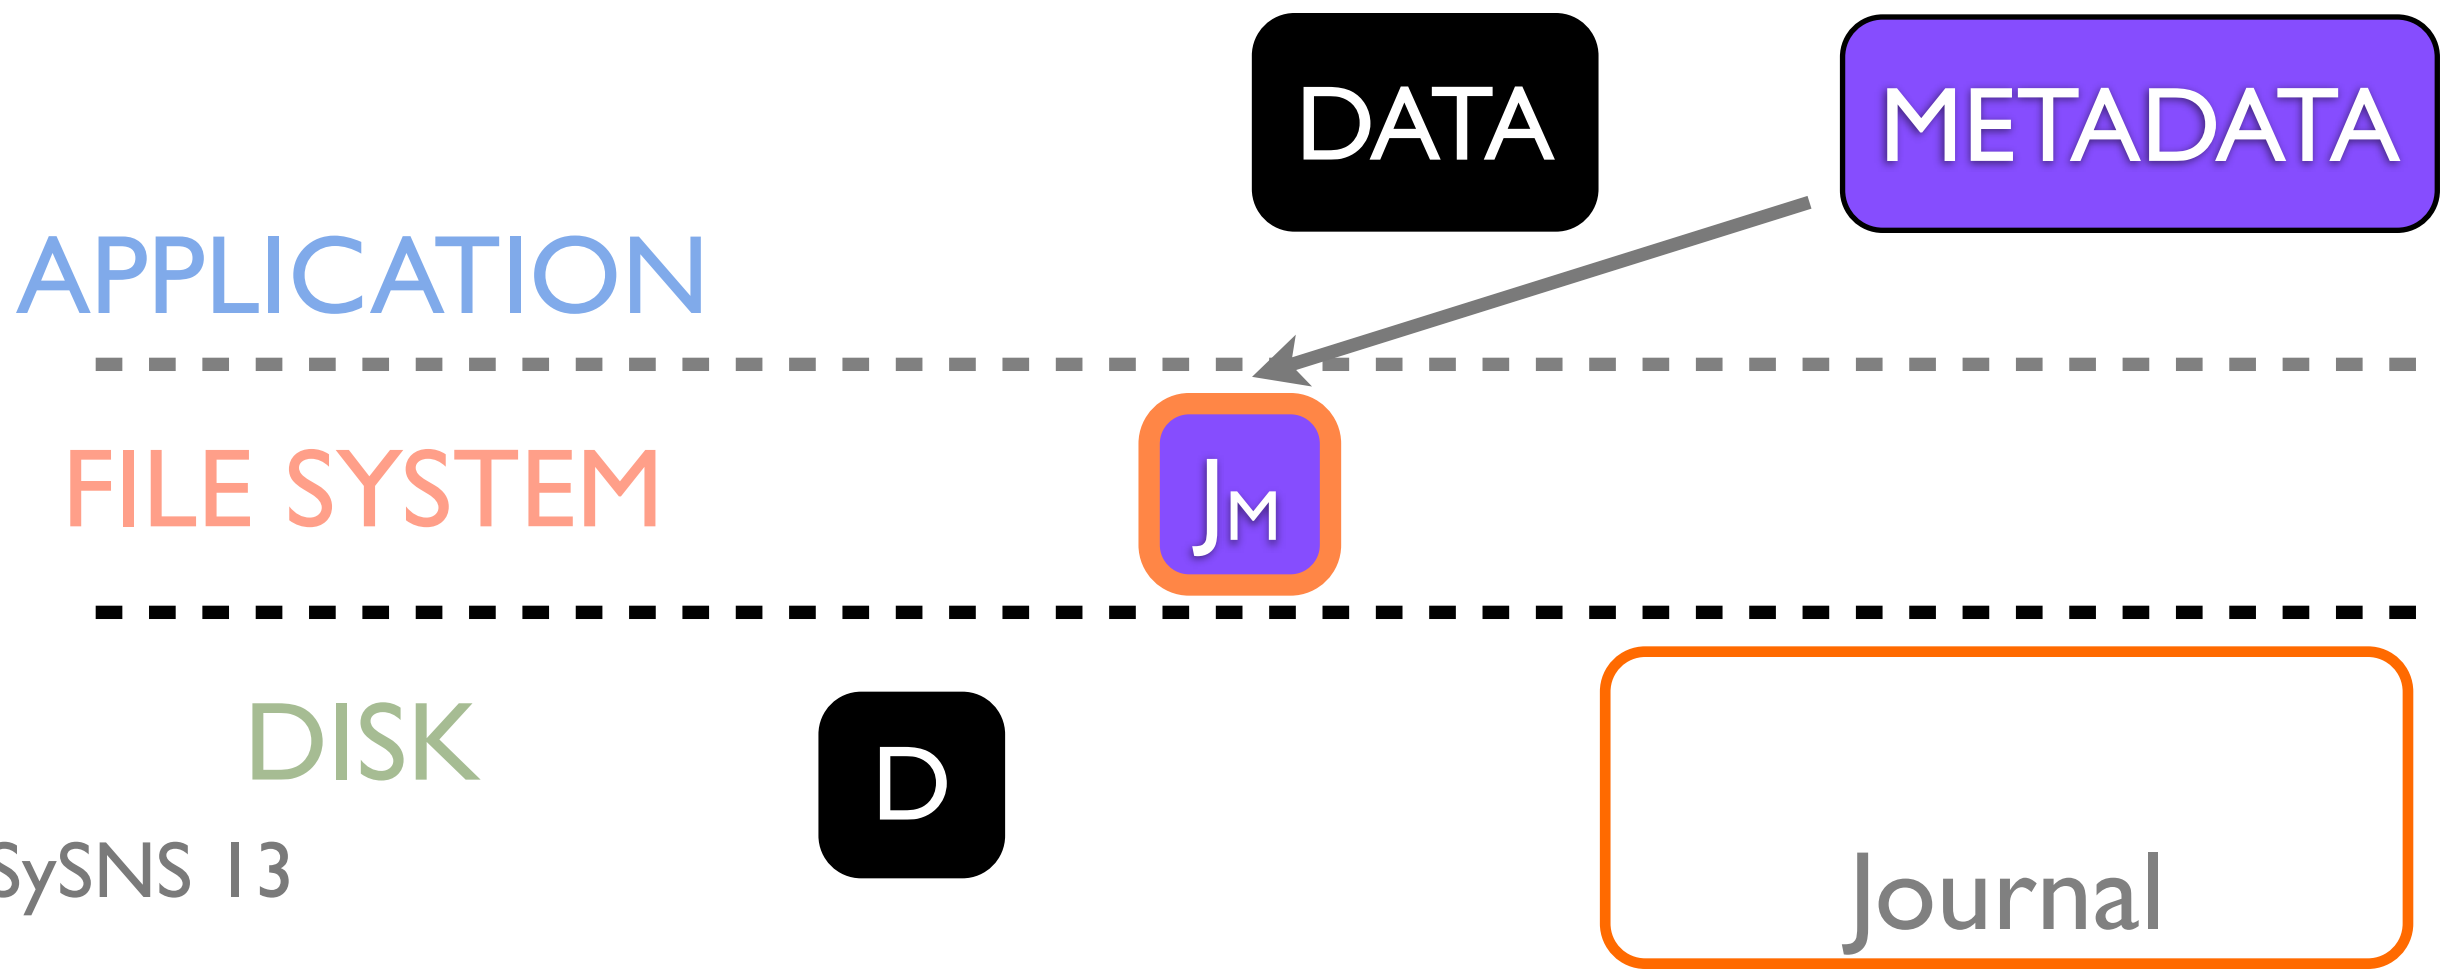 DATA METADATA
APPLICATION
FILE SYSTEM JM
DISK D
SySNS 13
Journal